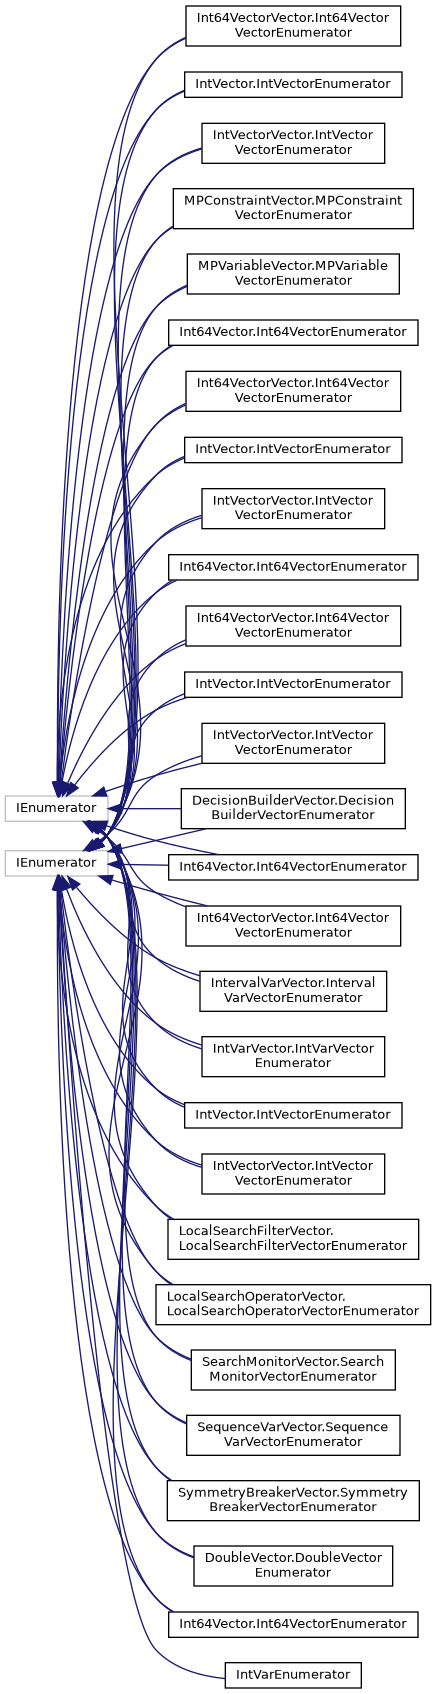 Int64VectorVector.Int64Vector
VectorEnumerator
IntVector.IntVectorEnumerator
IntVectorVector.IntVector
VectorEnumerator
MPConstraintVector.MPConstraint
VectorEnumerator
MPVariableVector.MPVariable
VectorEnumerator
Int64Vector.Int64VectorEnumerator
Int64VectorVector.Int64Vector
VectorEnumerator
IntVector.IntVectorEnumerator
IntVectorVector.IntVector
VectorEnumerator
Int64Vector.Int64VectorEnumerator
Int64VectorVector.Int64Vector
VectorEnumerator
IntVector.IntVectorEnumerator
IntVectorVector.IntVector
VectorEnumerator
IEnumerator
DecisionBuilderVector.Decision
BuilderVectorEnumerator
IEnumerator
Int64Vector.Int64VectorEnumerator
Int64VectorVector.Int64Vector
VectorEnumerator
IntervalVarVector.Interval
VarVectorEnumerator
IntVarVector.IntVarVector
Enumerator
IntVector.IntVectorEnumerator
IntVectorVector.IntVector
VectorEnumerator
LocalSearchFilterVector.
LocalSearchFilterVectorEnumerator
LocalSearchOperatorVector.
LocalSearchOperatorVectorEnumerator
SearchMonitorVector.Search
MonitorVectorEnumerator
SequenceVarVector.Sequence
VarVectorEnumerator
SymmetryBreakerVector.Symmetry
BreakerVectorEnumerator
DoubleVector.DoubleVector
Enumerator
Int64Vector.Int64VectorEnumerator
IntVarEnumerator